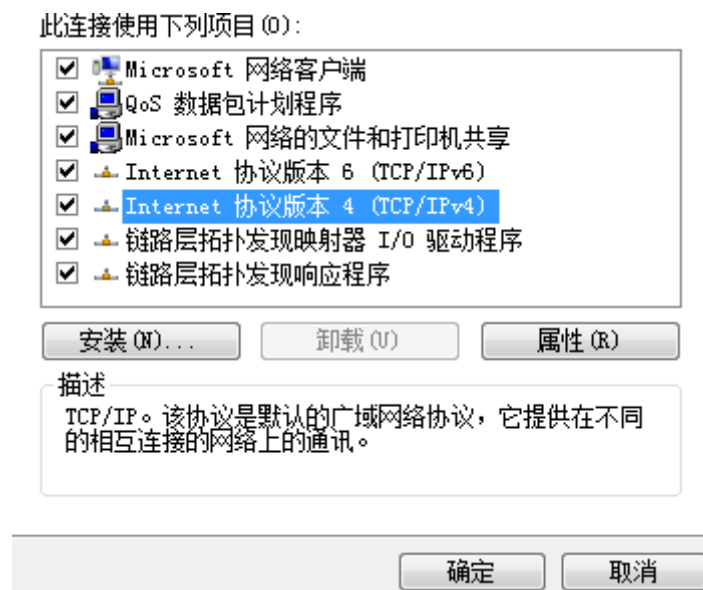 此连接使用下列项目(O):
Microsoft 网络客户端
QoS 数据包计划程序
Microsoft 网络的文件和打印机共享
Internet 协议版本 6 (TCP/IPv6)
Internet 协议版本 4 (TCP/IPv4)
链路层拓扑发现映射器 I/O 驱动程序
链路层拓扑发现响应程序
安装(N)... 卸载(U) 属性(R)
描述
TCP/IP。该协议是默认的广域网络协议，它提供在不同
的相互连接的网络上的通讯。
确定 取消